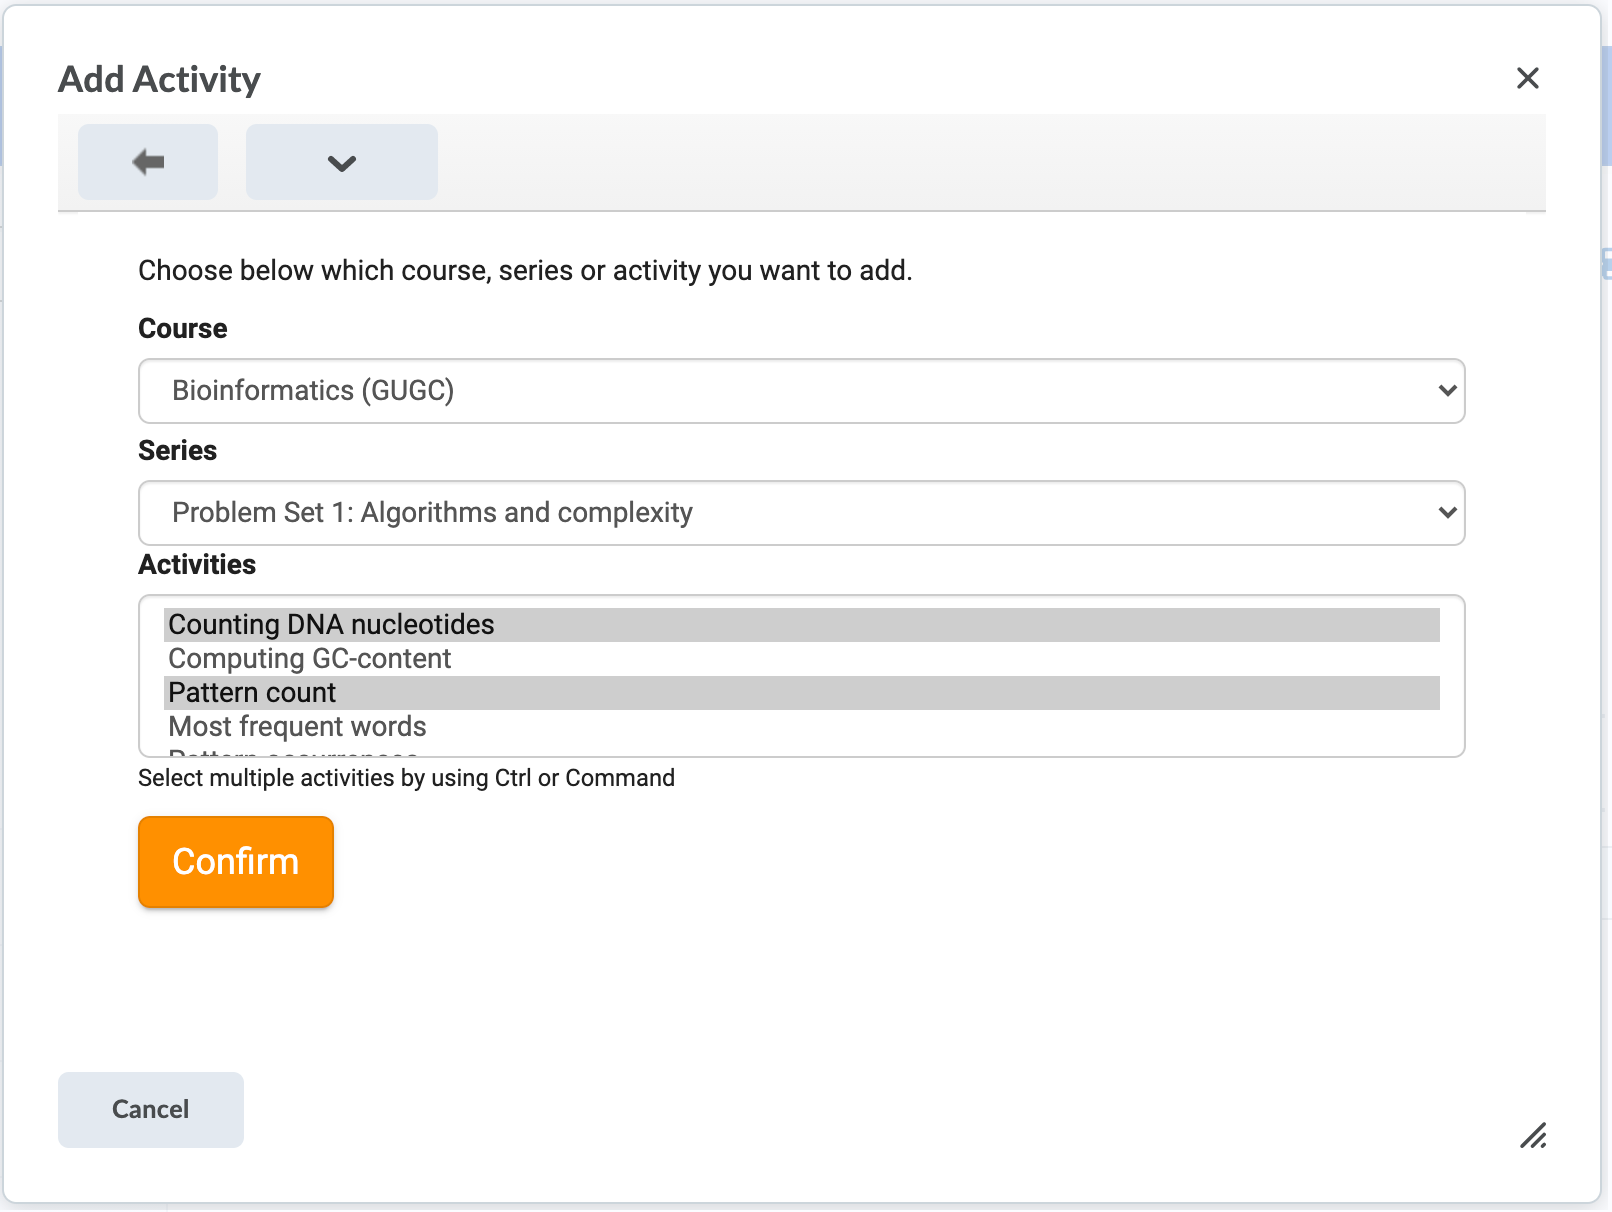 Add Activity
Choose below which course, series or activity you want to add.
Course
Bioinformatics (GUGC)
Series
Problem Set 1: Algorithms and complexity
Activities
Counting DNA nucleotides
Computing GC-content
Pattern count
Most frequent words
Pattern occurrences
Select multiple activities by using Ctrl or Command
Confirm
Cancel